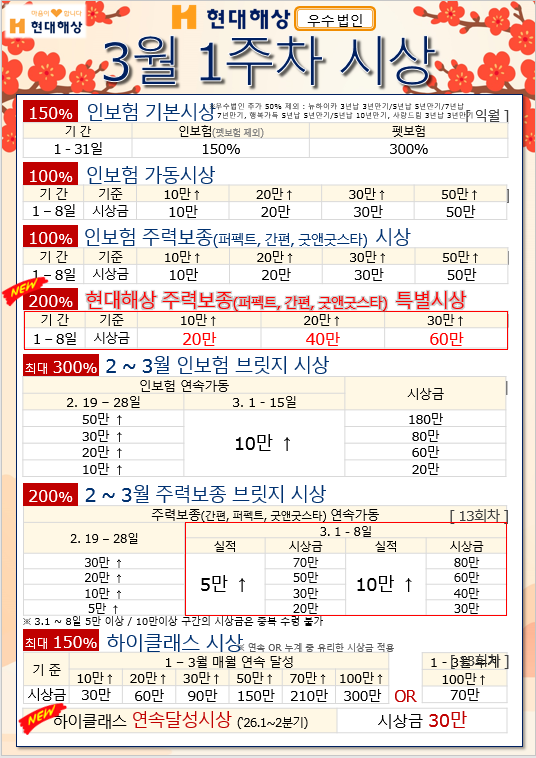 마음이 합니다
현대해상
현대해상 우수법인
3월 1주차 시상
150% 인보험 기본시상
우수법인 추가 50% 제외 : 뉴하이카 3년납 3년만기/5년납 5년만기/7년납
7년만기, 행복가득 5년납 5년만기/5년납 10년만기, 사랑드림 3년납 3년만기
[ 익월 ]
기 간 인보험(펫보험 제외) 펫보험
1 - 31일 150% 300%
100% 인보험 가동시상
기 간 기준 10만↑ 20만↑ 30만↑ 50만↑
1 – 8일 시상금 10만 20만 30만 50만
100% 인보험 주력보종(퍼펙트, 간편, 굿앤굿스타) 시상
기 간 기준 10만↑ 20만↑ 30만↑ 50만↑
1 – 8일 시상금 10만 20만 30만 50만
NEW
200% 현대해상 주력보종(퍼펙트, 간편, 굿앤굿스타) 특별시상
기 간 기준 10만↑ 20만↑ 30만↑
1 – 8일 시상금 20만 40만 60만
최대 300% 2 ~ 3월 인보험 브릿지 시상
인보험 연속가동 시상금
2. 19 – 28일 3. 1 - 15일
50만 ↑ 10만 ↑ 180만
30만 ↑ 80만
20만 ↑ 60만
10만 ↑ 20만
200% 2 ~ 3월 주력보종 브릿지 시상
주력보종(간편, 퍼펙트, 굿앤굿스타) 연속가동 [ 13회차 ]
2. 19 – 28일 3. 1 - 8일
실적 시상금 실적 시상금
30만 ↑ 5만 ↑ 70만 10만 ↑ 80만
20만 ↑ 50만 60만
10만 ↑ 30만 40만
5만 ↑ 20만 30만
※ 3.1 ~ 8일 5만 이상 / 10만이상 구간의 시상금은 중복 수령 불가
최대 150% 하이클래스 시상 ※ 연속 OR 누계 중 유리한 시상금 적용
[ 13회차 ]
기 준 1 – 3월 매월 연속 달성 1 - 3월 누계
10만↑ 20만↑ 30만↑ 50만↑ 70만↑ 100만↑ 100만↑
시상금 30만 60만 90만 150만 210만 300만 OR 70만
NEW
하이클래스 연속달성시상 ('26.1~2분기) 시상금 30만